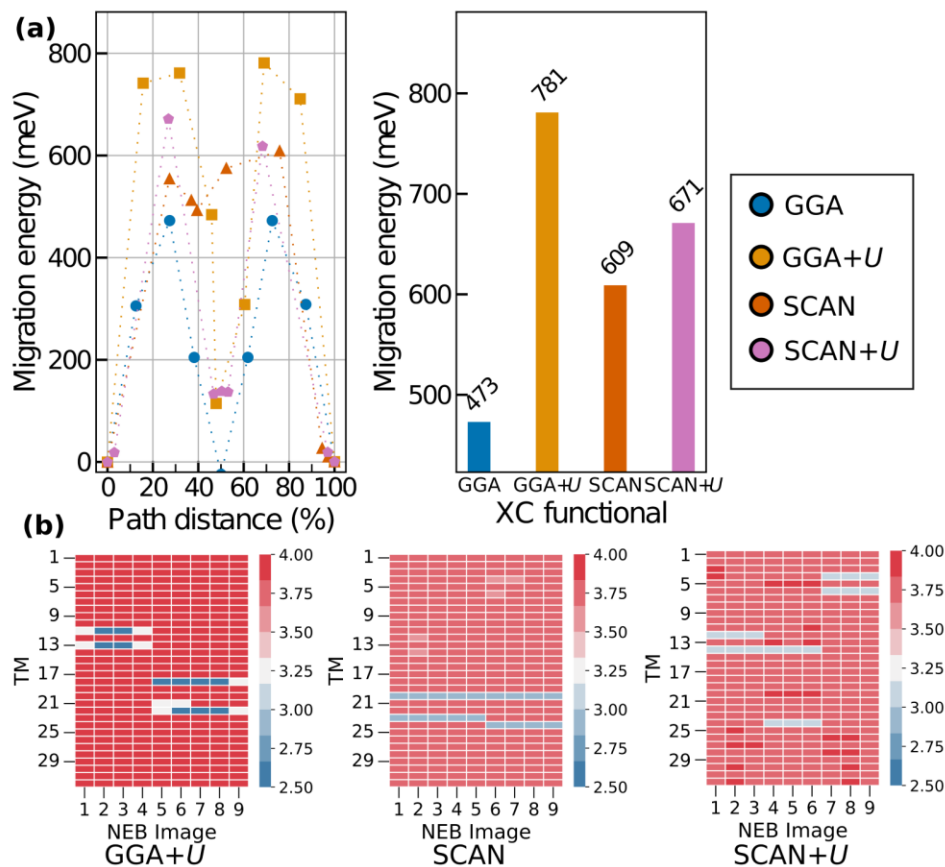 (a)
800
600
400
200
0
Migration energy (meV)
0 20 40 60 80 100
Path distance (%)
800
700
600
500
Migration energy (meV)
473
781
609
671
GGA GGA+U SCAN SCAN+U
XC functional
GGA
GGA+U
SCAN
SCAN+U
(b)
1
5
9
13
17
21
25
29
TM
1 2 3 4 5 6 7 8 9
NEB Image
GGA+U
4.00
3.75
3.50
3.25
3.00
2.75
2.50
1
5
9
13
17
21
25
29
TM
1 2 3 4 5 6 7 8 9
NEB Image
SCAN
4.00
3.75
3.50
3.25
3.00
2.75
2.50
1
5
9
13
17
21
25
29
TM
1 2 3 4 5 6 7 8 9
NEB Image
SCAN+U
4.00
3.75
3.50
3.25
3.00
2.75
2.50